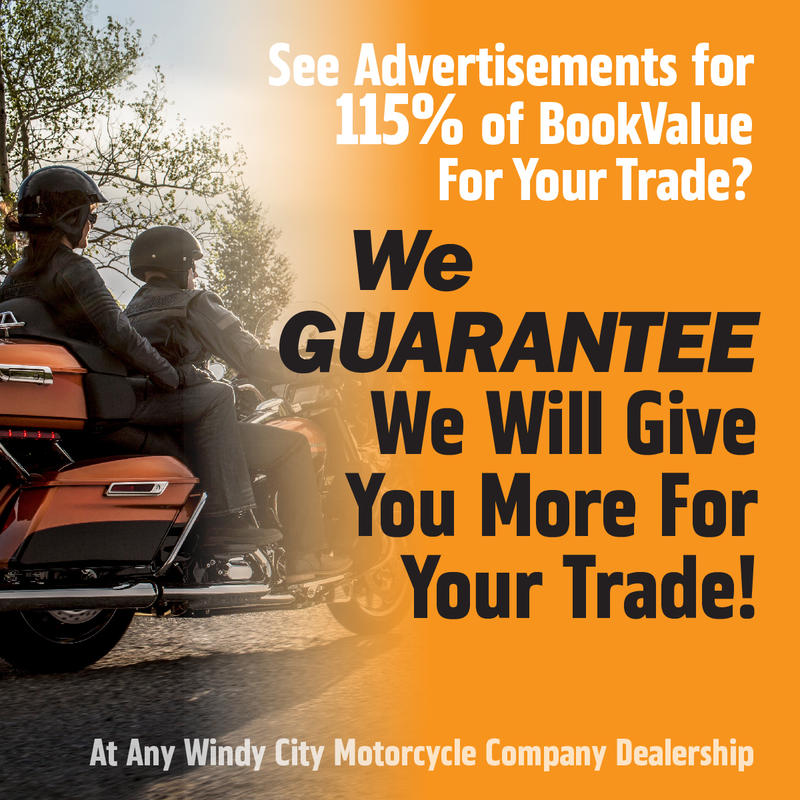 See Advertisements for
115% of BookValue
For Your Trade?
We
GUARANTEE
We Will Give
You More For
Your Trade!
At Any Windy City Motorcycle Company Dealership